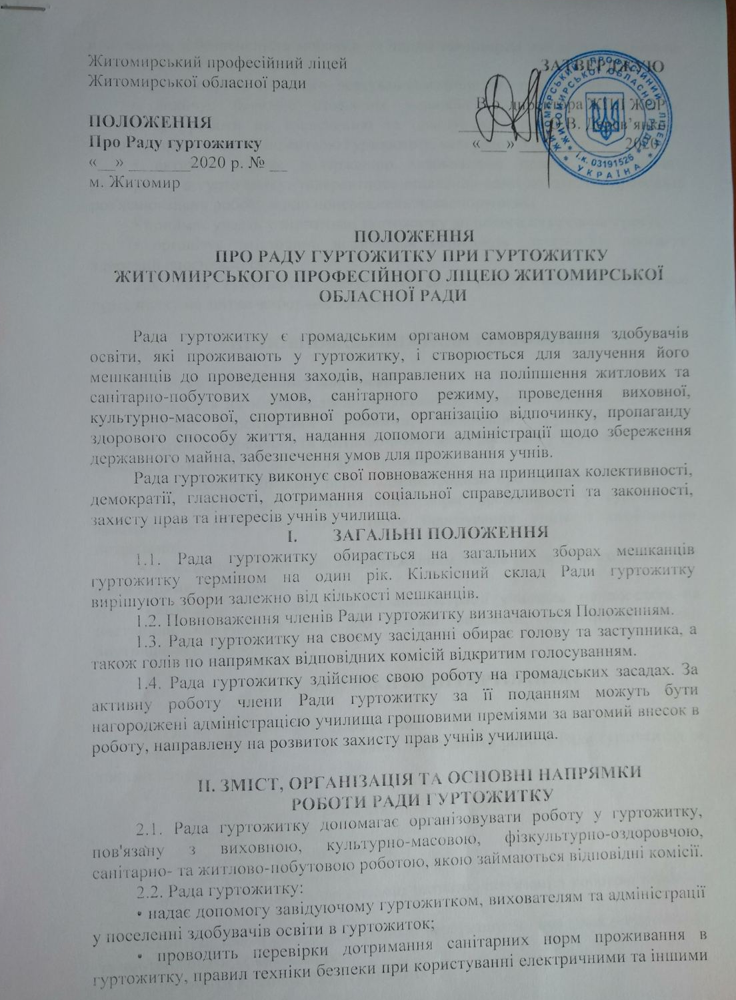 Житомирський професійний ліцей
Житомирської обласної ради
ЗАТВЕРДЖУЮ
В.о. директора ЖПЛ ЖОР
О.В. Дерев’янко
«___» ____________ 2020
ЖИТОМИРСЬКИЙ ПРОФЕСІЙНИЙ ЛІЦЕЙ
ЖИТОМИРСЬКОЇ ОБЛАСНОЇ РАДИ
І.К. 03191526
* УКРАЇНА *
ПОЛОЖЕННЯ
Про Раду гуртожитку
«__» _______2020 р. № __
м. Житомир
ПОЛОЖЕННЯ
ПРО РАДУ ГУРТОЖИТКУ ПРИ ГУРТОЖИТКУ
ЖИТОМИРСЬКОГО ПРОФЕСІЙНОГО ЛІЦЕЮ ЖИТОМИРСЬКОЇ
ОБЛАСНОЇ РАДИ
Рада гуртожитку є громадським органом самоврядування здобувачів
освіти, які проживають у гуртожитку, і створюється для залучення його
мешканців до проведення заходів, направлених на поліпшення житлових та
санітарно-побутових умов, санітарного режиму, проведення виховної,
культурно-масової, спортивної роботи, організацію відпочинку, пропаганду
здорового способу життя, надання допомоги адміністрації щодо збереження
державного майна, забезпечення умов для проживання учнів.
Рада гуртожитку виконує свої повноваження на принципах колективності,
демократії, гласності, дотримання соціальної справедливості та законності,
захисту прав та інтересів учнів училища.
І. ЗАГАЛЬНІ ПОЛОЖЕННЯ
1.1. Рада гуртожитку обирається на загальних зборах мешканців
гуртожитку терміном на один рік. Кількісний склад Ради гуртожитку
вирішують збори залежно від кількості мешканців.
1.2. Повноваження членів Ради гуртожитку визначаються Положенням.
1.3. Рада гуртожитку на своєму засіданні обирає голову та заступника, а
також голів по напрямках відповідних комісій відкритим голосуванням.
1.4. Рада гуртожитку здійснює свою роботу на громадських засадах. За
активну роботу члени Ради гуртожитку за її поданням можуть бути
нагороджені адміністрацією училища грошовими преміями за вагомий внесок в
роботу, направлену на розвиток захисту прав учнів училища.
ІІ. ЗМІСТ, ОРГАНІЗАЦІЯ ТА ОСНОВНІ НАПРЯМКИ
РОБОТИ РАДИ ГУРТОЖИТКУ
2.1. Рада гуртожитку допомагає організовувати роботу у гуртожитку,
пов'язану з виховною, культурно-масовою, фізкультурно-оздоровчою,
санітарно- та житлово-побутовою роботою, якою займаються відповідні комісії.
2.2. Рада гуртожитку:
• надає допомогу завідуючому гуртожитком, вихователям та адміністрації
у поселенні здобувачів освіти в гуртожиток;
• проводить перевірки дотримання санітарних норм проживання в
гуртожитку, правил техніки безпеки при користуванні електричними та іншими